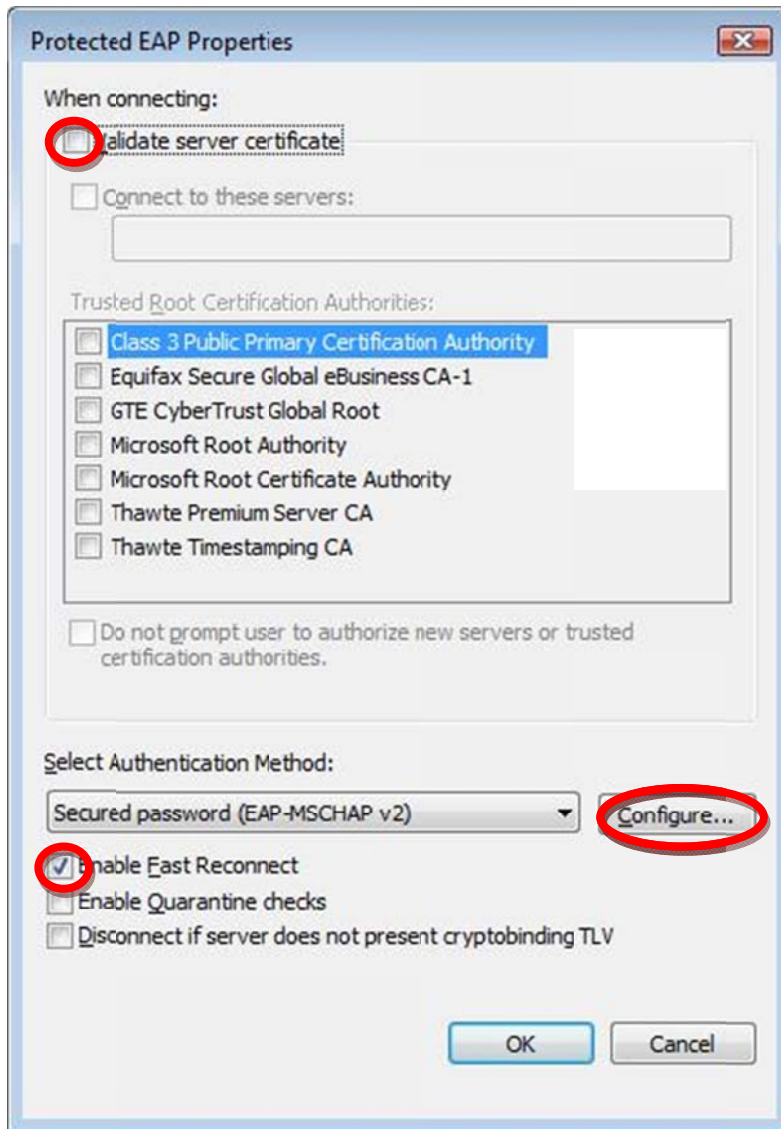 Protected EAP Properties
When connecting:
Validate server certificate
Connect to these servers:
Trusted Root Certification Authorities:
Class 3 Public Primary Certification Authority
Equifax Secure Global eBusiness CA-1
GTE CyberTrust Global Root
Microsoft Root Authority
Microsoft Root Certificate Authority
Thawte Premium Server CA
Thawte Timestamping CA
Do not prompt user to authorize new servers or trusted
certification authorities.
Select Authentication Method:
Secured password (EAP-MSCHAP v2) Configure...
Enable Fast Reconnect
Enable Quarantine checks
Disconnect if server does not present cryptobinding TLV
OK Cancel